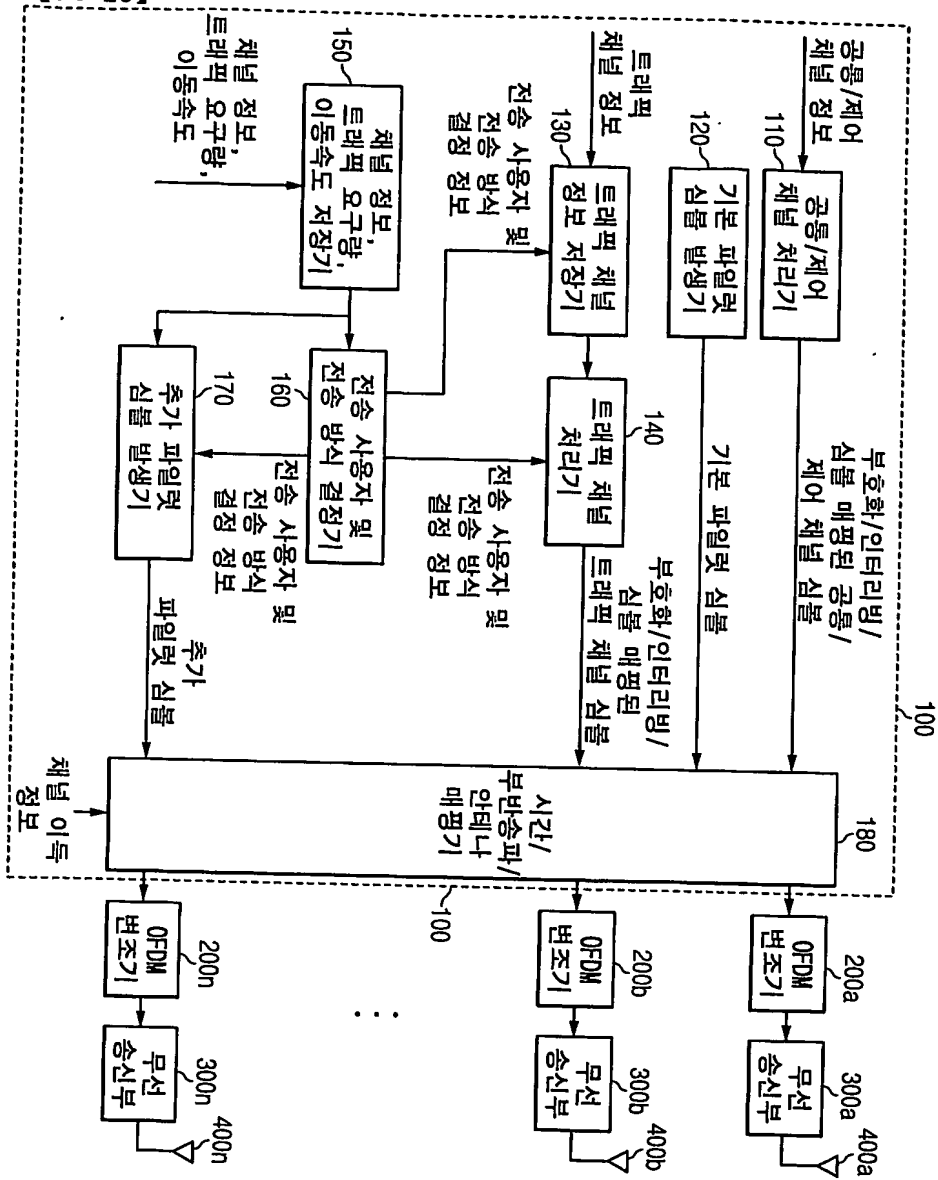 공통/제어
채널 정보
110
공통/제어
채널 처리기
부호화/인터리빙/
심볼 매핑된 공통/
제어 채널 심볼
120
기본 파일럿
심볼 발생기
기본 파일럿 심볼
트래픽
채널 정보
130
트래픽 채널
정보 저장기
140
트래픽 채널
처리기
부호화/인터리빙/
심볼 매핑된
트래픽 채널 심볼
전송 사용자 및
전송 방식
결정 정보
전송 사용자 및
전송 방식
결정 정보
150
채널 정보,
트래픽 요구량,
이동속도 저장기
채널 정보,
트래픽 요구량,
이동속도
160
전송 사용자 및
전송 방식 결정기
전송 사용자 및
전송 방식
결정 정보
170
추가 파일럿
심볼 발생기
추가
파일럿 심볼
채널 이득
정보
100
180
시간/
부반송파/
안테나
매핑기
100
200a
OFDM
변조기
300a
무선
송신부
400a
200b
OFDM
변조기
300b
무선
송신부
400b
...
200n
OFDM
변조기
300n
무선
송신부
400n